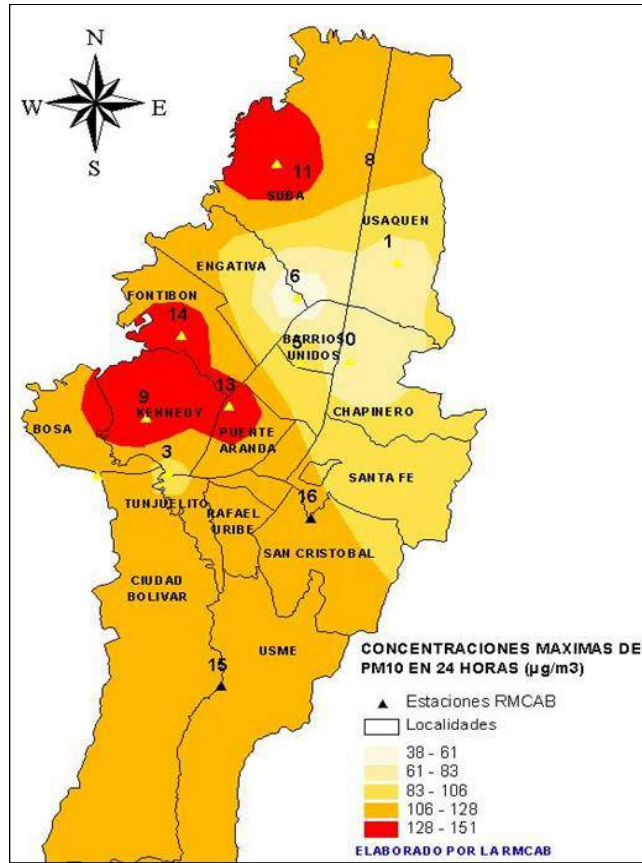 N
W E
S
8
11
SUBA
USAQUEN
1
ENGATIVA
6
FONTIBON
14
BARRIOS
5 0
UNIDOS
9
13
KENNEDY
CHAPINERO
BOSA
PUENTE
ARANDA
3
SANTA FE
16
TUNJUELITO
RAFAEL
URIBE
SAN CRISTOBAL
CIUDAD
BOLIVAR
USME
15
CONCENTRACIONES MAXIMAS DE
PM10 EN 24 HORAS (µg/m3)
Estaciones RMCAB
Localidades
38 - 61
61 - 83
83 - 106
106 - 128
128 - 151
ELABORADO POR LA RMCAB